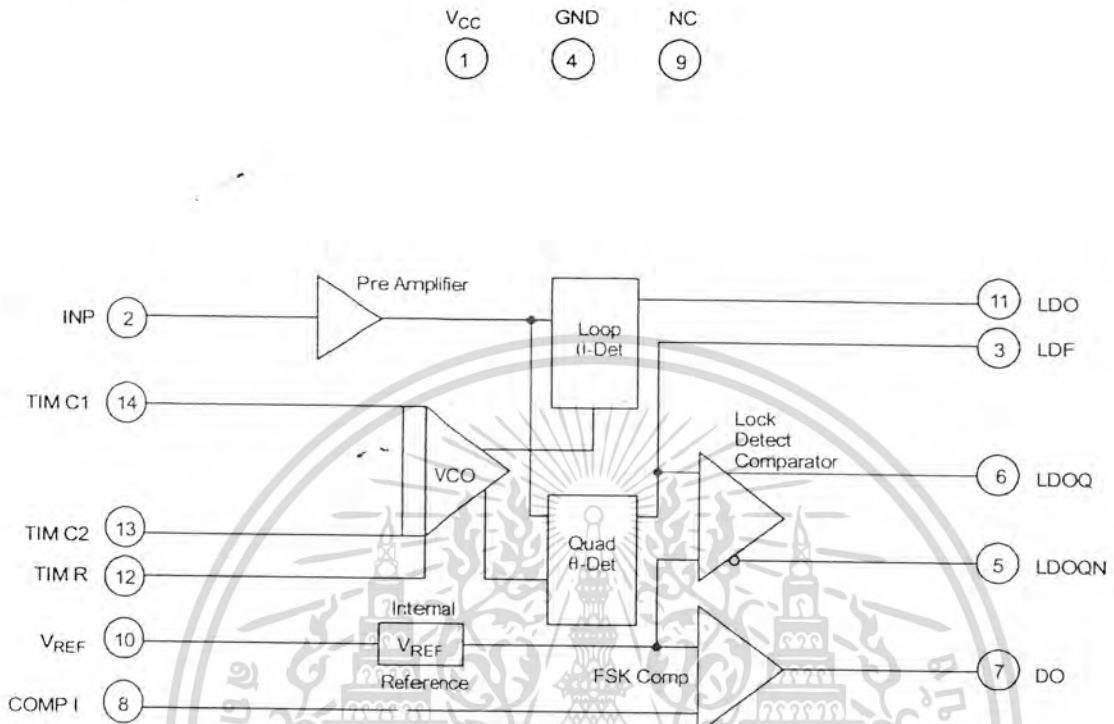 VCC GND NC
1 4 9
Pre Amplifier
INP 2
Loop
θ-Det
11 LDO
3 LDF
TIM C1 14
VCO
Lock
Detect
Comparator
6 LDOQ
TIM C2 13
Quad
θ-Det
5 LDOQN
TIM R 12
Internal
VREF 10
VREF
Reference
FSK Comp
7 DO
COMP I 8